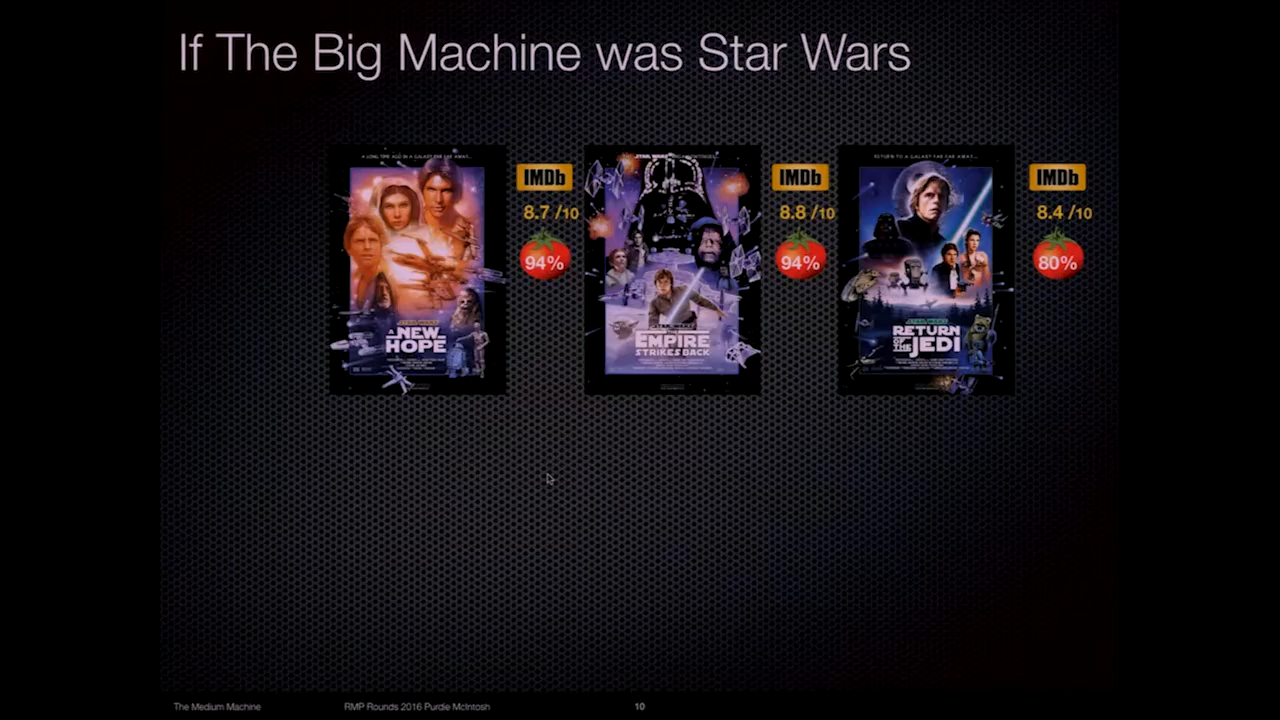 If The Big Machine was Star Wars
A LONG TIME AGO IN A GALAXY FAR FAR AWAY...
STAR WARS
A NEW
HOPE
IMDb
8.7 /10
94%
STAR WARS
THE
EMPIRE
STRIKES BACK
IMDb
8.8 /10
94%
RETURN TO A GALAXY FAR FAR AWAY...
STAR WARS
RETURN
OF THE JEDI
IMDb
8.4 /10
80%
The Medium Machine
RMP Rounds 2016 Purdie McIntosh
10